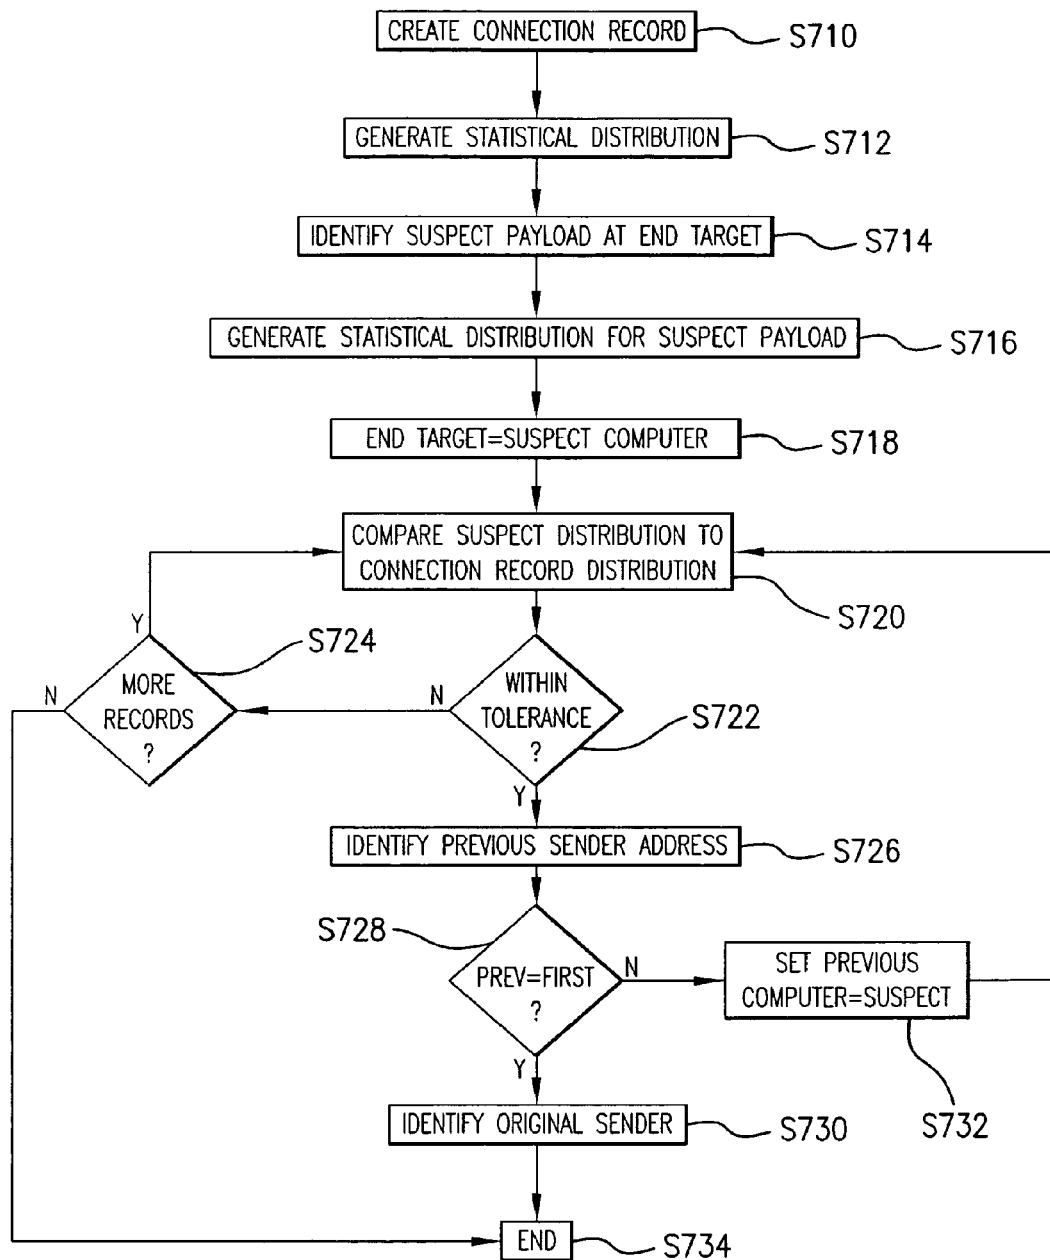 CREATE CONNECTION RECORD
S710
GENERATE STATISTICAL DISTRIBUTION
S712
IDENTIFY SUSPECT PAYLOAD AT END TARGET
S714
GENERATE STATISTICAL DISTRIBUTION FOR SUSPECT PAYLOAD
S716
END TARGET=SUSPECT COMPUTER
S718
COMPARE SUSPECT DISTRIBUTION TO
CONNECTION RECORD DISTRIBUTION
S720
Y
S724
N
MORE
RECORDS
?
N
WITHIN
TOLERANCE
?
S722
Y
IDENTIFY PREVIOUS SENDER ADDRESS
S726
S728
PREV=FIRST
?
N
SET PREVIOUS
COMPUTER=SUSPECT
S732
Y
IDENTIFY ORIGINAL SENDER
S730
END
S734